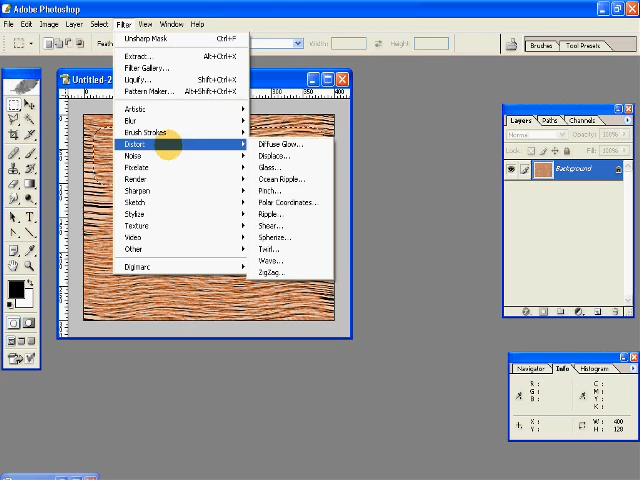 Adobe Photoshop
File Edit Image Layer Select Filter View Window Help
Width: Height: Brushes Tool Presets
Unsharp Mask Ctrl+F
Extract... Alt+Ctrl+X
Filter Gallery...
Liquify... Shift+Ctrl+X
Pattern Maker... Alt+Shift+Ctrl+X
Artistic
Blur
Brush Strokes
Distort
Noise
Pixelate
Render
Sharpen
Sketch
Stylize
Texture
Video
Other
Digimarc
Diffuse Glow...
Displace...
Glass...
Ocean Ripple...
Pinch...
Polar Coordinates...
Ripple...
Shear...
Spherize...
Twirl...
Wave...
ZigZag...
Untitled-2
Layers Paths Channels
Normal Opacity:
Lock: Fill: 100%
Background
Navigator Info Histogram
R :
G :
B :
C :
M :
Y :
K :
X :
Y :
W : 400
H : 128